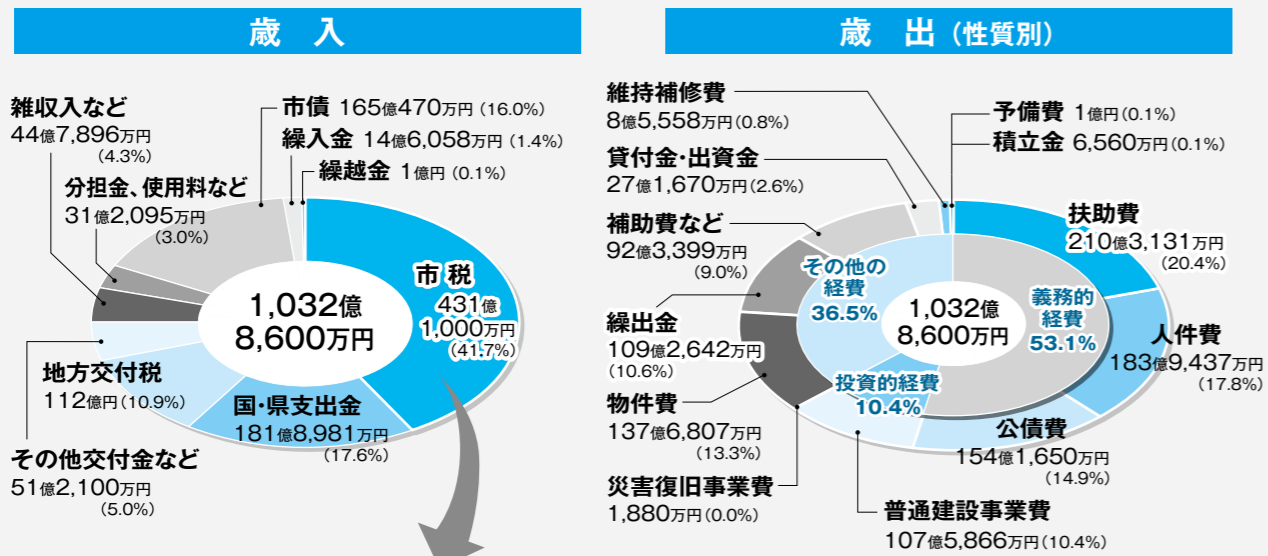 歳 入
市債 165億470万円(16.0%)
繰入金 14億6,058万円(1.4%)
繰越金 1億円(0.1%)
雑収入など
44億7,896万円
(4.3%)
分担金、使用料など
31億2,095万円
(3.0%)
市税
431億
1,000万円
(41.7%)
1,032億
8,600万円
地方交付税
112億円(10.9%)
国・県支出金
181億8,981万円
(17.6%)
その他交付金など
51億2,100万円
(5.0%)
歳 出(性質別)
維持補修費
8億5,558万円(0.8%)
予備費 1億円(0.1%)
積立金 6,560万円(0.1%)
貸付金・出資金
27億1,670万円(2.6%)
補助費など
92億3,399万円
(9.0%)
扶助費
210億3,131万円
(20.4%)
その他の
経費
36.5%
1,032億
8,600万円
義務的
経費
53.1%
繰出金
109億2,642万円
(10.6%)
人件費
183億9,437万円
(17.8%)
投資的経費
10.4%
物件費
137億6,807万円
(13.3%)
公債費
154億1,650万円
(14.9%)
災害復旧事業費
1,880万円(0.0%)
普通建設事業費
107億5,866万円(10.4%)